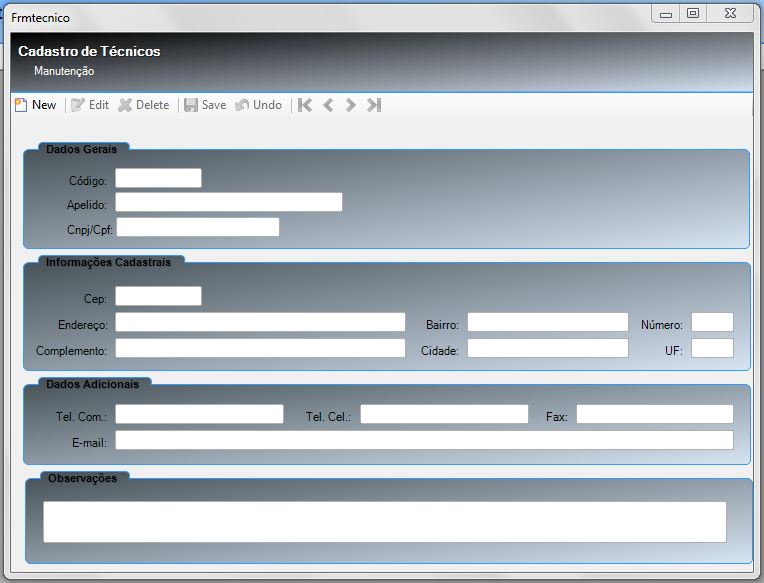 Frmtecnico
Cadastro de Técnicos
Manutenção
New Edit Delete Save Undo
Dados Gerais
Código:
Apelido:
Cnpj/Cpf:
Informações Cadastrais
Cep:
Endereço: Bairro: Número:
Complemento: Cidade: UF:
Dados Adicionais
Tel. Com.: Tel. Cel.: Fax:
E-mail:
Observações